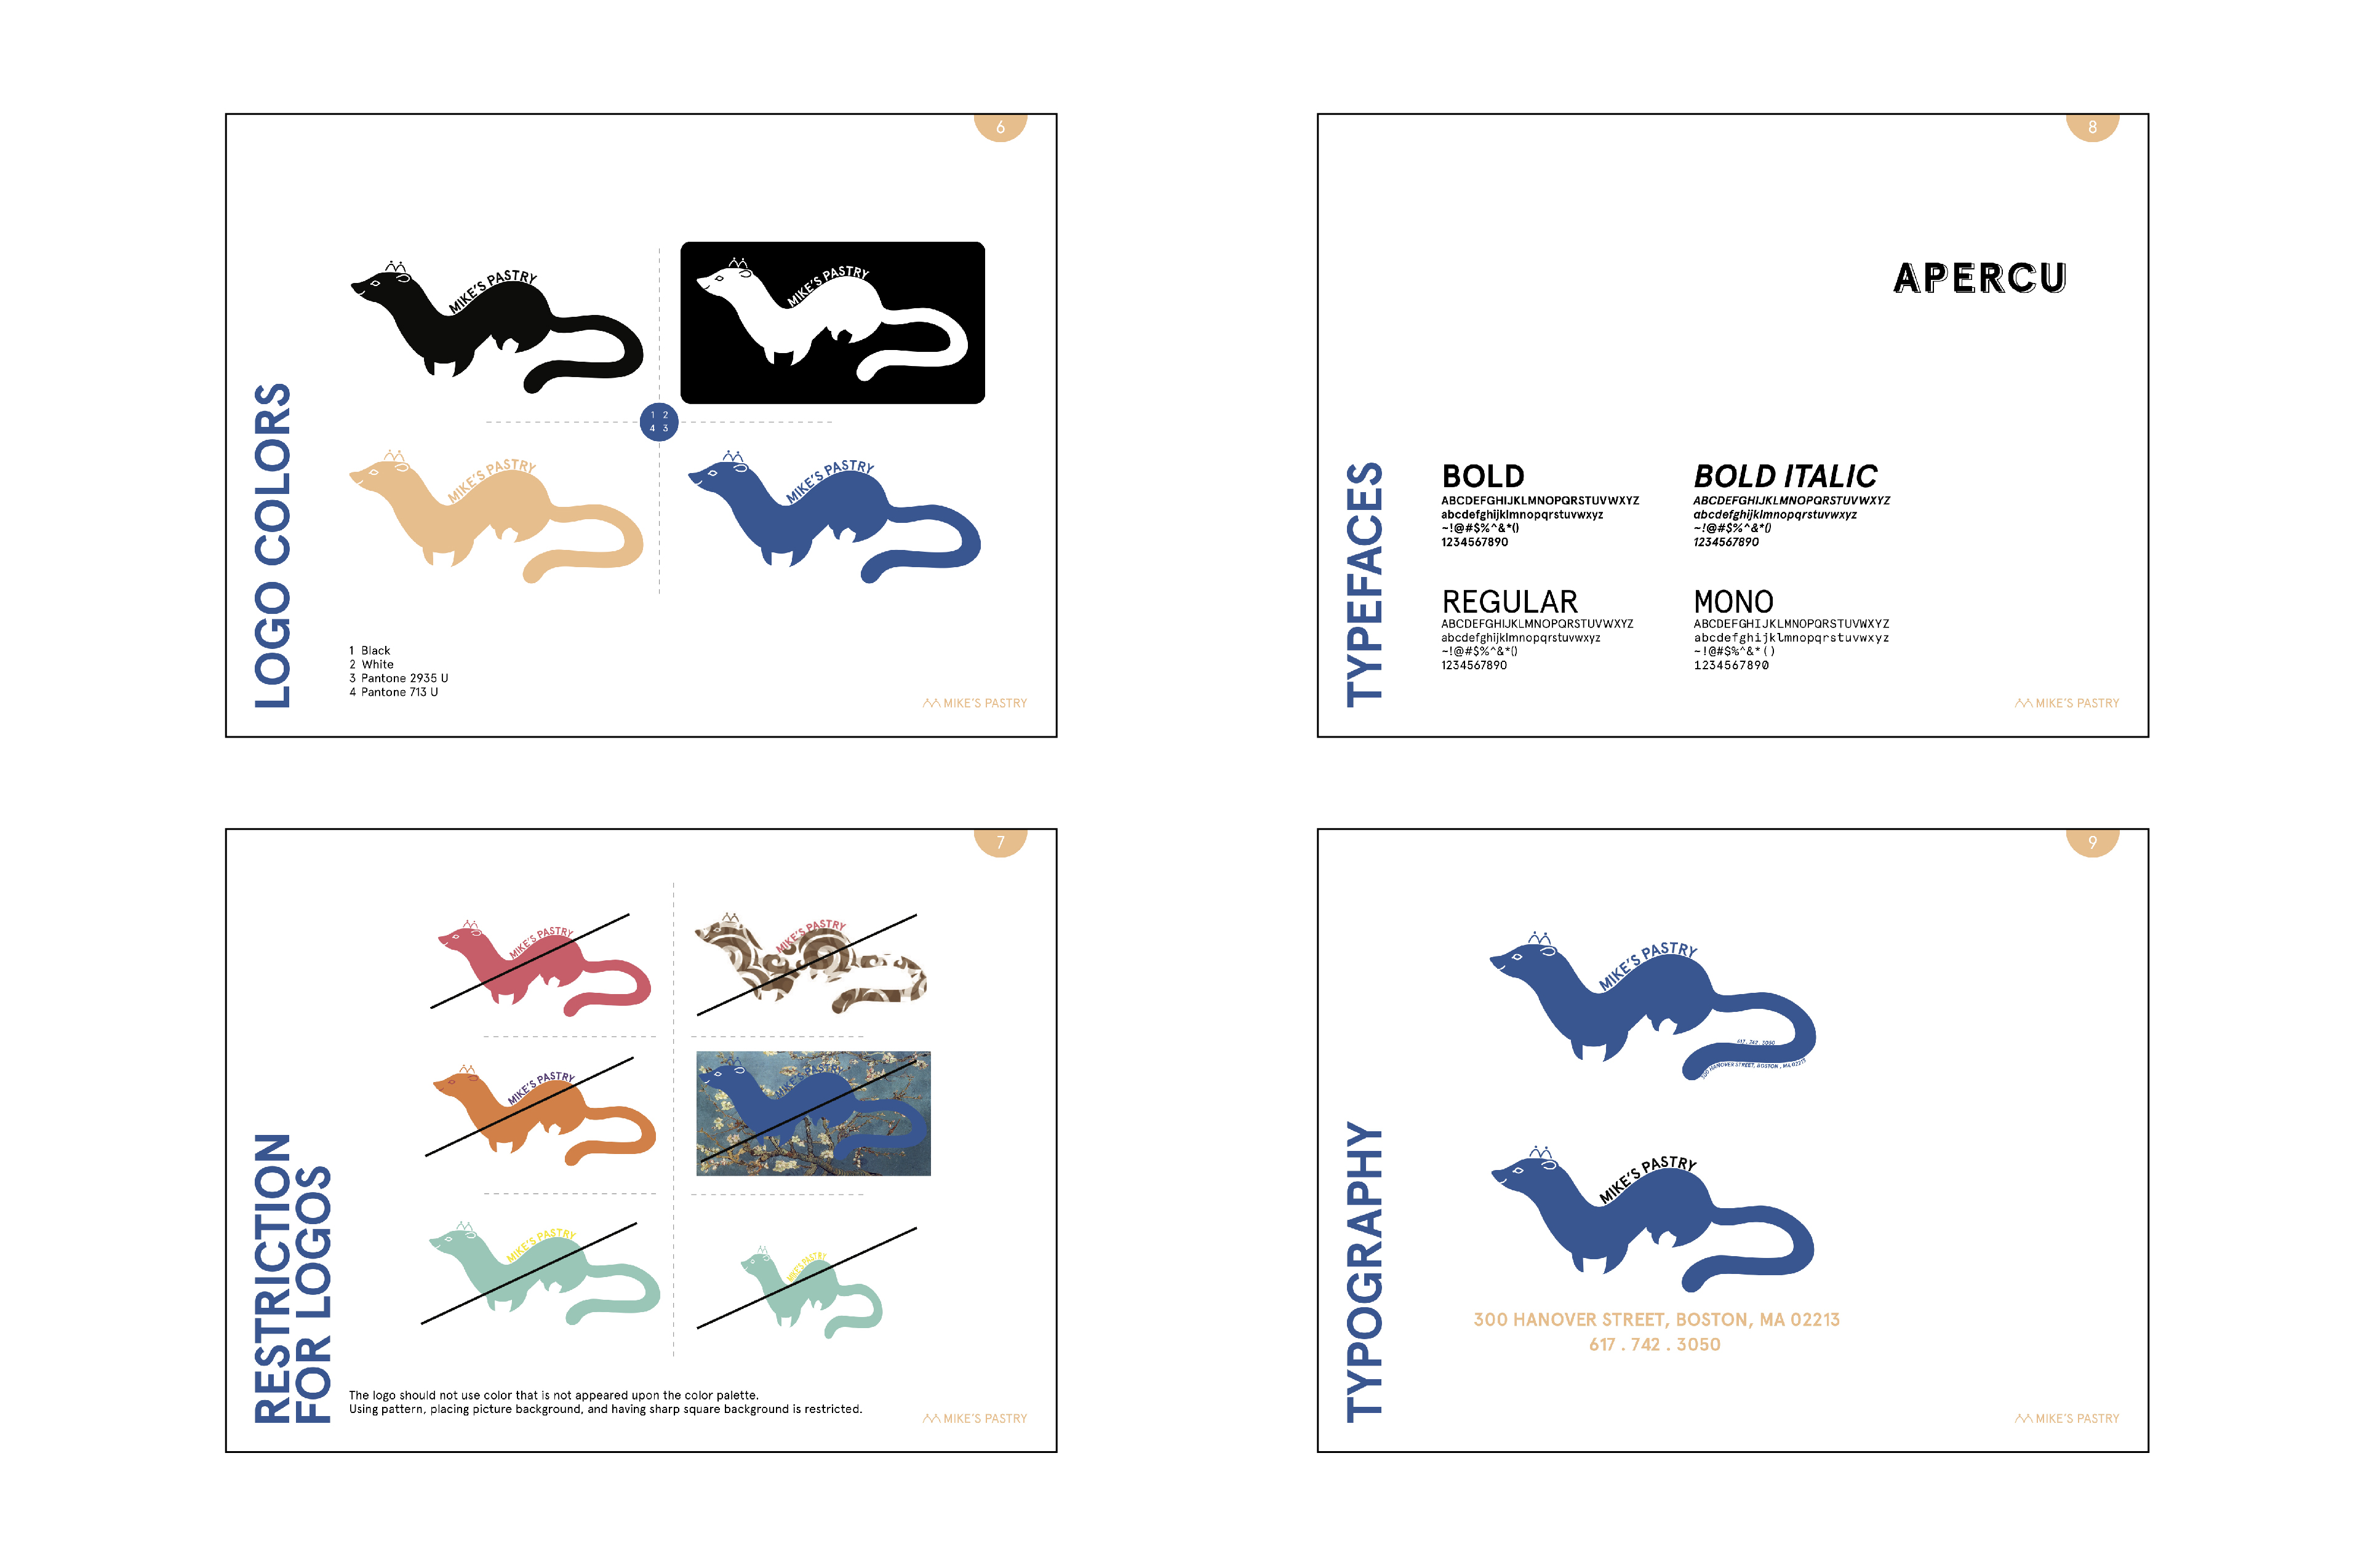 6
LOGO COLORS
MIKE'S PASTRY
MIKE'S PASTRY
1 2
4 3
MIKE'S PASTRY
MIKE'S PASTRY
1 Black
2 White
3 Pantone 2935 U
4 Pantone 713 U
MIKE'S PASTRY
8
TYPEFACES
APERCU
BOLD
ABCDEFGHIJKLMNOPQRSTUVWXYZ
abcdefghijklmnopqrstuvwxyz
~!@#$%^&*()
1234567890
BOLD ITALIC
ABCDEFGHIJKLMNOPQRSTUVWXYZ
abcdefghijklmnopqrstuvwxyz
~!@#$%^&*()
1234567890
REGULAR
ABCDEFGHIJKLMNOPQRSTUVWXYZ
abcdefghijklmnopqrstuvwxyz
~!@#$%^&*()
1234567890
MONO
ABCDEFGHIJKLMNOPQRSTUVWXYZ
abcdefghijklmnopqrstuvwxyz
~!@#$%^&*()
1234567890
MIKE'S PASTRY
7
RESTRICTION
FOR LOGOS
MIKE'S PASTRY
MIKE'S PASTRY
MIKE'S PASTRY
MIKE'S PASTRY
MIKE'S PASTRY
MIKE'S PASTRY
The logo should not use color that is not appeared upon the color palette.
Using pattern, placing picture background, and having sharp square background is restricted.
MIKE'S PASTRY
9
TYPOGRAPHY
MIKE'S PASTRY
617 . 742 . 3050
300 HANOVER STREET, BOSTON , MA 02213
MIKE'S PASTRY
300 HANOVER STREET, BOSTON, MA 02213
617 . 742 . 3050
MIKE'S PASTRY